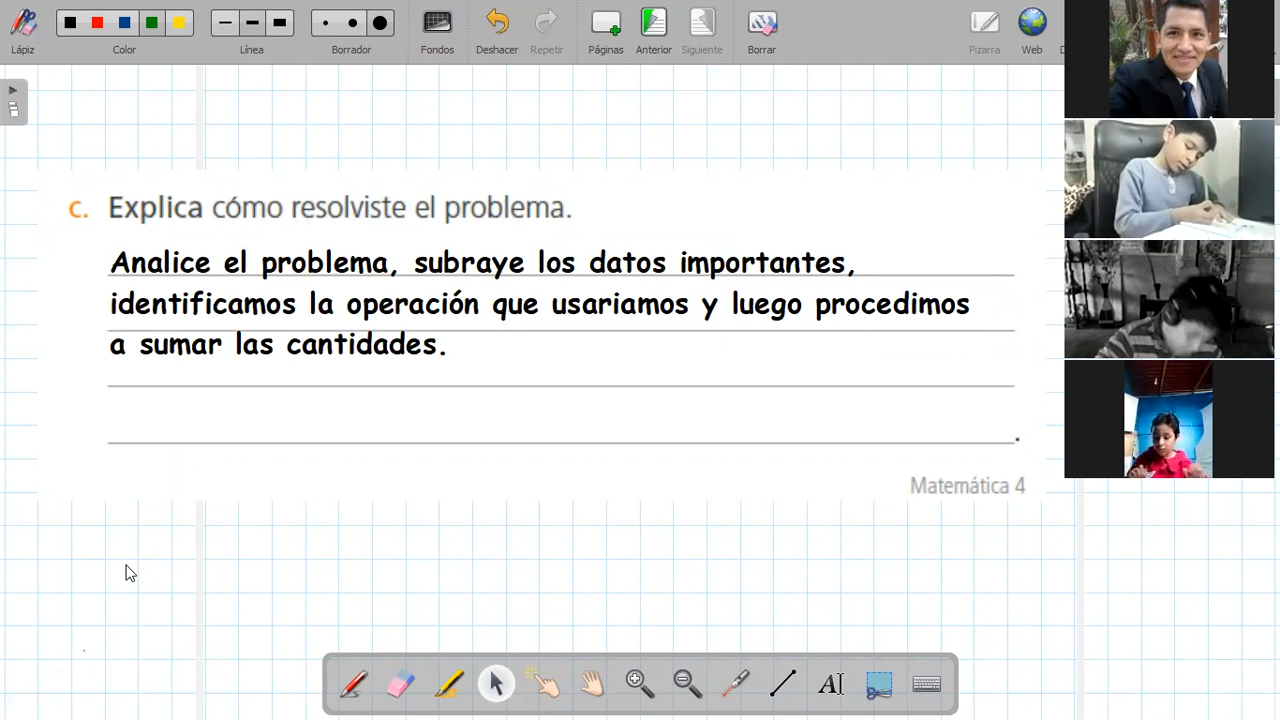 Lápiz
Color
Línea
Borrador
Fondos
Deshacer
Repetir
Páginas
Anterior
Siguiente
Borrar
Pizarra
Web
c. Explica cómo resolviste el problema.
Analice el problema, subraye los datos importantes,
identificamos la operación que usariamos y luego procedimos
a sumar las cantidades.
.
Matemática 4